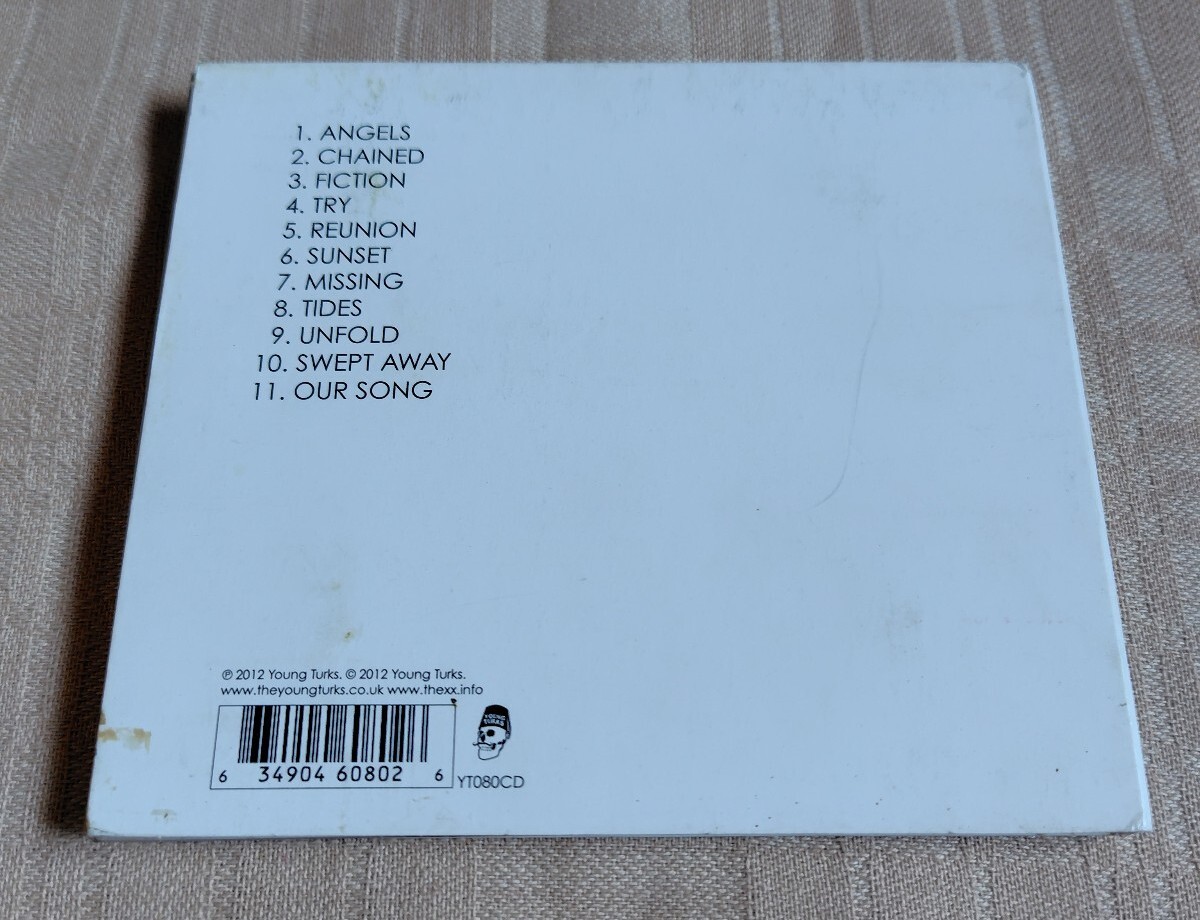 1. ANGELS
2. CHAINED
3. FICTION
4. TRY
5. REUNION
6. SUNSET
7. MISSING
8. TIDES
9. UNFOLD
10. SWEPT AWAY
11. OUR SONG
℗ 2012 Young Turks. © 2012 Young Turks.
www.theyoungturks.co.uk www.thexx.info
YOUNG
TURKS
6 34904 60802 6
YT080CD